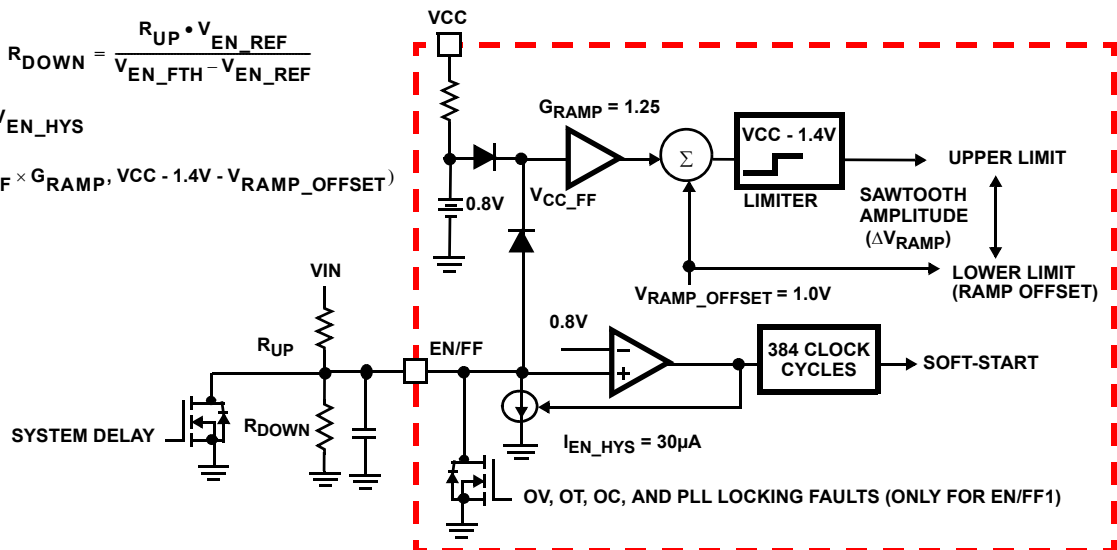 R_DOWN = R_UP • V_EN_REF / V_EN_FTH – V_EN_REF
EN_HYS
× G_RAMP, VCC - 1.4V - V_RAMP_OFFSET)
VCC
G_RAMP = 1.25
Σ
VCC - 1.4V
LIMITER
UPPER LIMIT
0.8V
V_CC_FF
SAWTOOTH
AMPLITUDE
(ΔV_RAMP)
LOWER LIMIT
(RAMP OFFSET)
V_RAMP_OFFSET = 1.0V
VIN
R_UP
EN/FF
0.8V
−
+
384 CLOCK
CYCLES
SOFT-START
SYSTEM DELAY
R_DOWN
I_EN_HYS = 30µA
OV, OT, OC, AND PLL LOCKING FAULTS (ONLY FOR EN/FF1)